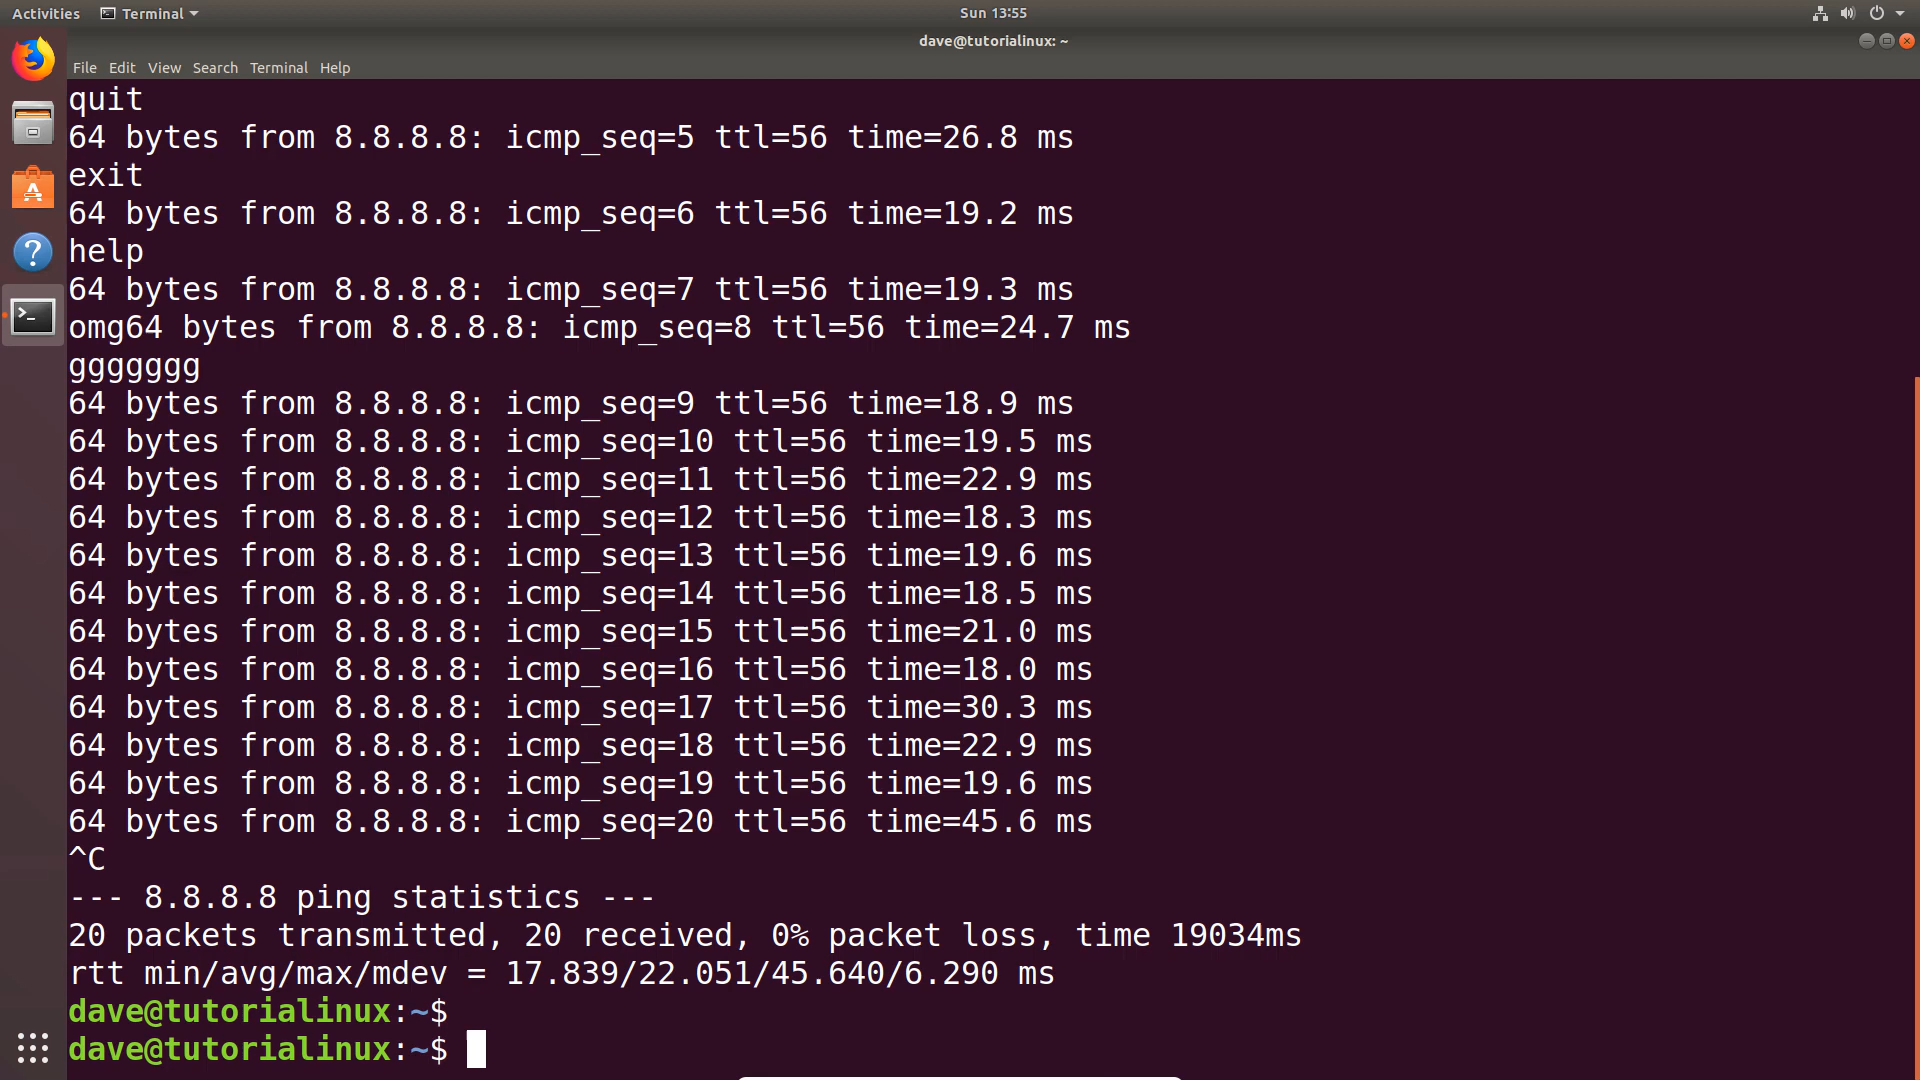 Activities Terminal Sun 13:55
dave@tutorialinux: ~
File Edit View Search Terminal Help
quit
64 bytes from 8.8.8.8: icmp_seq=5 ttl=56 time=26.8 ms
exit
64 bytes from 8.8.8.8: icmp_seq=6 ttl=56 time=19.2 ms
help
64 bytes from 8.8.8.8: icmp_seq=7 ttl=56 time=19.3 ms
omg64 bytes from 8.8.8.8: icmp_seq=8 ttl=56 time=24.7 ms
ggggggg
64 bytes from 8.8.8.8: icmp_seq=9 ttl=56 time=18.9 ms
64 bytes from 8.8.8.8: icmp_seq=10 ttl=56 time=19.5 ms
64 bytes from 8.8.8.8: icmp_seq=11 ttl=56 time=22.9 ms
64 bytes from 8.8.8.8: icmp_seq=12 ttl=56 time=18.3 ms
64 bytes from 8.8.8.8: icmp_seq=13 ttl=56 time=19.6 ms
64 bytes from 8.8.8.8: icmp_seq=14 ttl=56 time=18.5 ms
64 bytes from 8.8.8.8: icmp_seq=15 ttl=56 time=21.0 ms
64 bytes from 8.8.8.8: icmp_seq=16 ttl=56 time=18.0 ms
64 bytes from 8.8.8.8: icmp_seq=17 ttl=56 time=30.3 ms
64 bytes from 8.8.8.8: icmp_seq=18 ttl=56 time=22.9 ms
64 bytes from 8.8.8.8: icmp_seq=19 ttl=56 time=19.6 ms
64 bytes from 8.8.8.8: icmp_seq=20 ttl=56 time=45.6 ms
^C
--- 8.8.8.8 ping statistics ---
20 packets transmitted, 20 received, 0% packet loss, time 19034ms
rtt min/avg/max/mdev = 17.839/22.051/45.640/6.290 ms
dave@tutorialinux:~$
dave@tutorialinux:~$